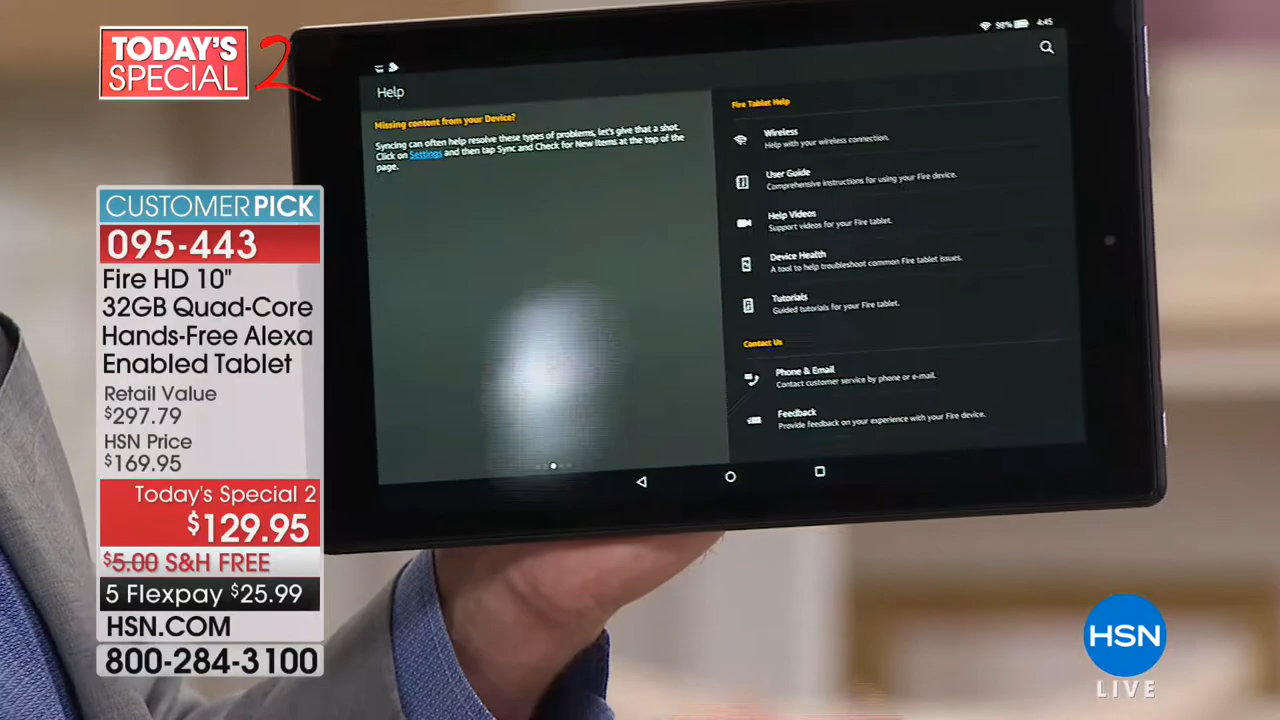 TODAY'S
SPECIAL 2
CUSTOMER PICK
095-443
Fire HD 10"
32GB Quad-Core
Hands-Free Alexa
Enabled Tablet
Retail Value
$297.79
HSN Price
$169.95
Today's Special 2
$129.95
$5.00 S&H FREE
5 Flexpay $25.99
HSN.COM
800-284-3100
98% 4:45
Help
Missing content from your Device?
Syncing can often help resolve these types of problems, let's give that a shot.
Click on Settings and then tap Sync and Check for New Items at the top of the
page.
Fire Tablet Help
Wireless
Help with your wireless connection.
User Guide
Comprehensive instructions for using your Fire device.
Help Videos
Support videos for your Fire tablet.
Device Health
A tool to help troubleshoot common Fire tablet issues.
Tutorials
Guided tutorials for your Fire tablet.
Contact Us
Phone & Email
Contact customer service by phone or e-mail.
Feedback
Provide feedback on your experience with your Fire device.
HSN
LIVE